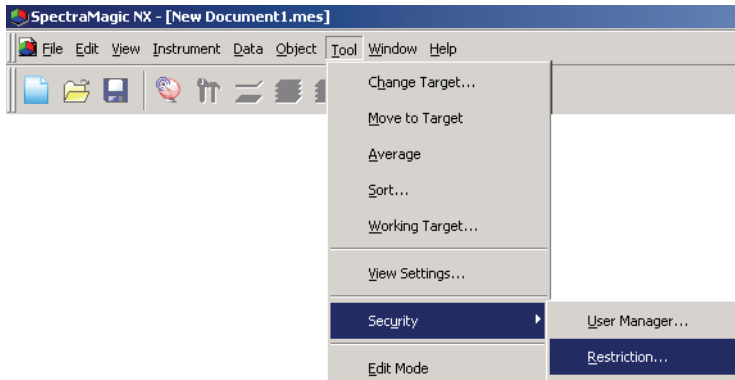 SpectraMagic NX - [New Document1.mes]
File Edit View Instrument Data Object Tool Window Help
Change Target...
Move to Target
Average
Sort...
Working Target...
View Settings...
Security
User Manager...
Restriction...
Edit Mode